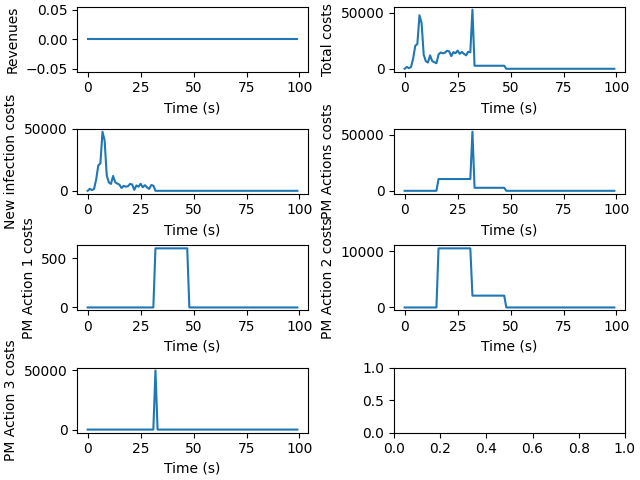 Revenues
0.05
0.00
−0.05
0 25 50 75 100
Time (s)
Total costs
50000
0
0 25 50 75 100
Time (s)
New infection costs
50000
0
0 25 50 75 100
Time (s)
PM Actions costs
50000
0
0 25 50 75 100
Time (s)
PM Action 1 costs
500
0
0 25 50 75 100
Time (s)
PM Action 2 costs
10000
0
0 25 50 75 100
Time (s)
PM Action 3 costs
50000
0
0 25 50 75 100
Time (s)
1.0
0.5
0.0
0.0 0.2 0.4 0.6 0.8 1.0